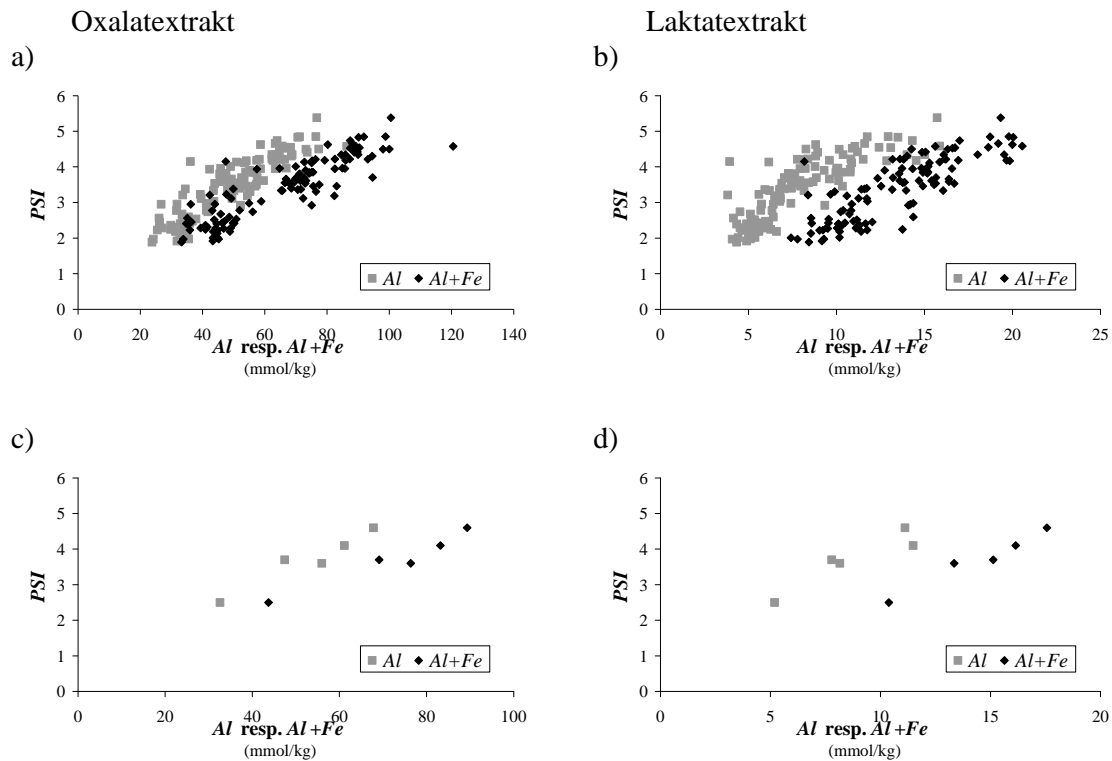 Oxalatextrakt
Laktatextrakt
a)
b)
PSI
6
5
4
3
2
1
0
0 20 40 60 80 100 120 140
Al resp. Al+Fe
(mmol/kg)
Al Al+Fe
PSI
6
5
4
3
2
1
0
0 5 10 15 20 25
Al resp. Al+Fe
(mmol/kg)
Al Al+Fe
c)
d)
PSI
6
5
4
3
2
1
0
0 20 40 60 80 100
Al resp. Al+Fe
(mmol/kg)
Al Al+Fe
PSI
6
5
4
3
2
1
0
0 5 10 15 20
Al resp. Al+Fe
(mmol/kg)
Al Al+Fe